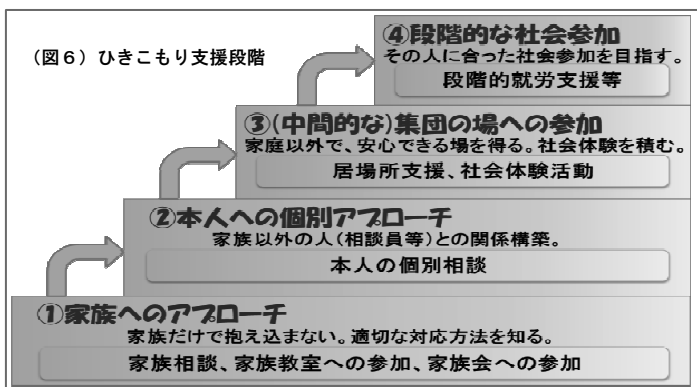 （図６）ひきこもり支援段階
④段階的な社会参加
その人に合った社会参加を目指す。
段階的就労支援等
③(中間的な)集団の場への参加
家庭以外で、安心できる場を得る。社会体験を積む。
居場所支援、社会体験活動
②本人への個別アプローチ
家族以外の人(相談員等)との関係構築。
本人の個別相談
①家族へのアプローチ
家族だけで抱え込まない。適切な対応方法を知る。
家族相談、家族教室への参加、家族会への参加